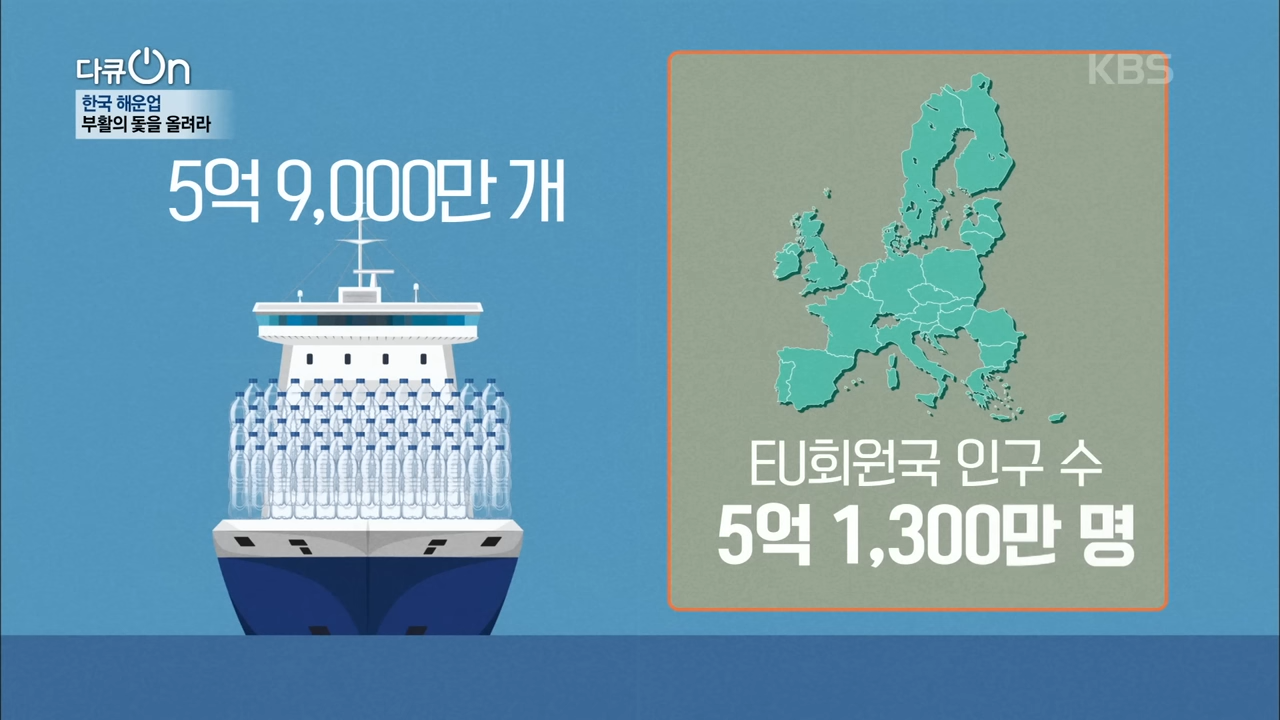 다큐On
한국 해운업
부활의 돛을 올려라
KBS
5억 9,000만 개
EU회원국 인구 수
5억 1,300만 명